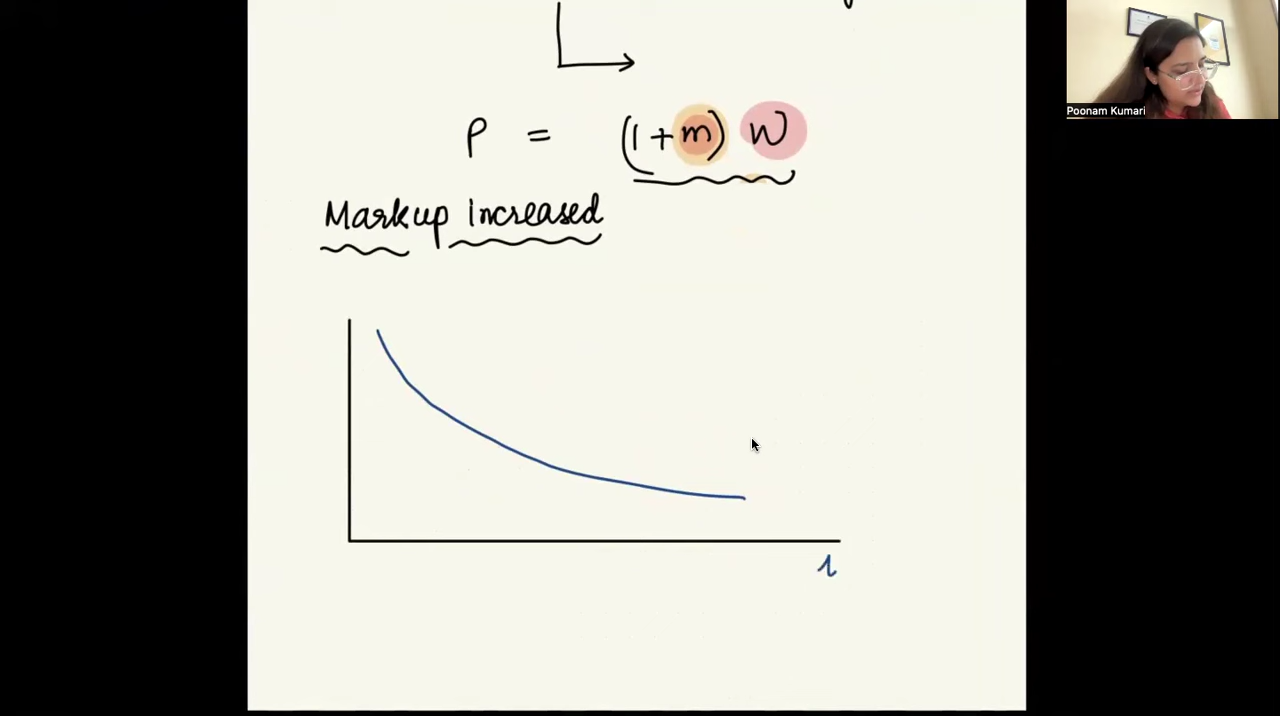 P = (1+m) W
Markup increased
Poonam Kumari